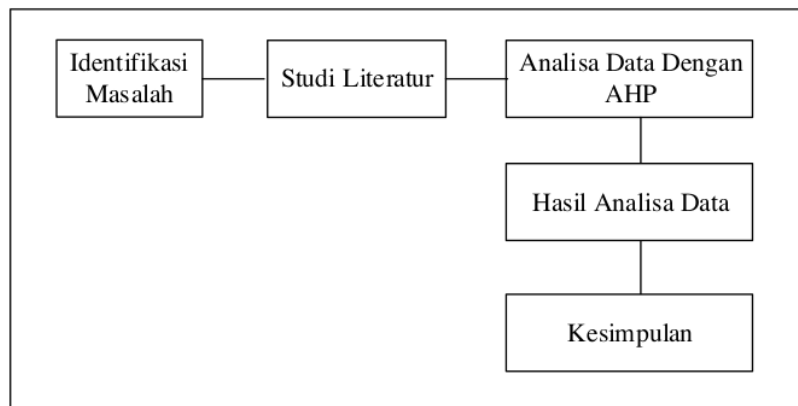 Identifikasi
Masalah
Studi Literatur
Analisa Data Dengan
AHP
Hasil Analisa Data
Kesimpulan